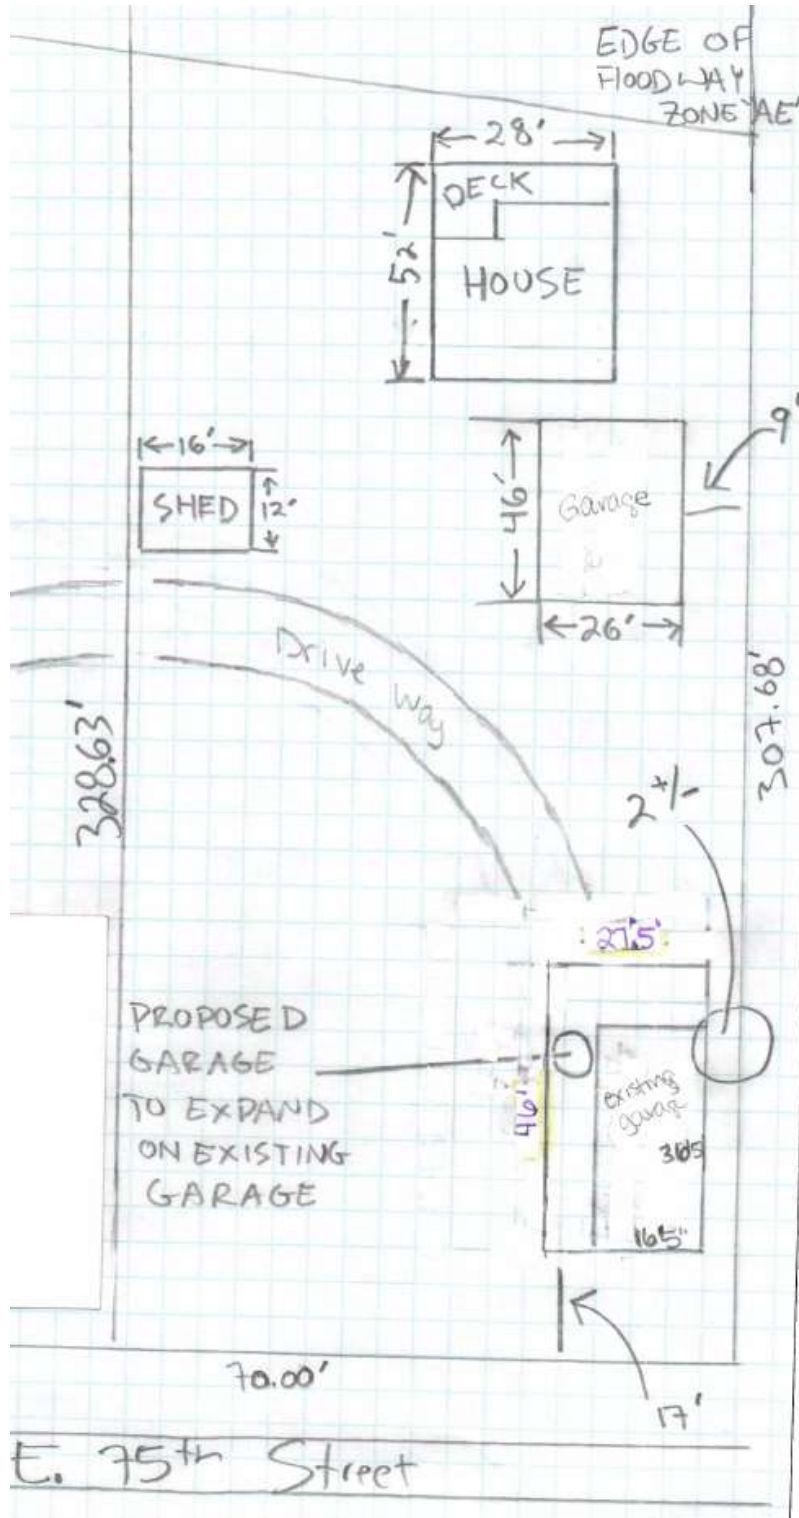 EDGE OF
FLOODWAY
ZONE 'AE'
28'
DECK
52'
HOUSE
9'
16'
SHED
12'
46'
Garage
26'
Drive Way
328.63'
307.68'
2 +/-
27.5'
PROPOSED
GARAGE
TO EXPAND
ON EXISTING
GARAGE
46'
existing
garage
165"
17'
70.00'
E. 75th Street